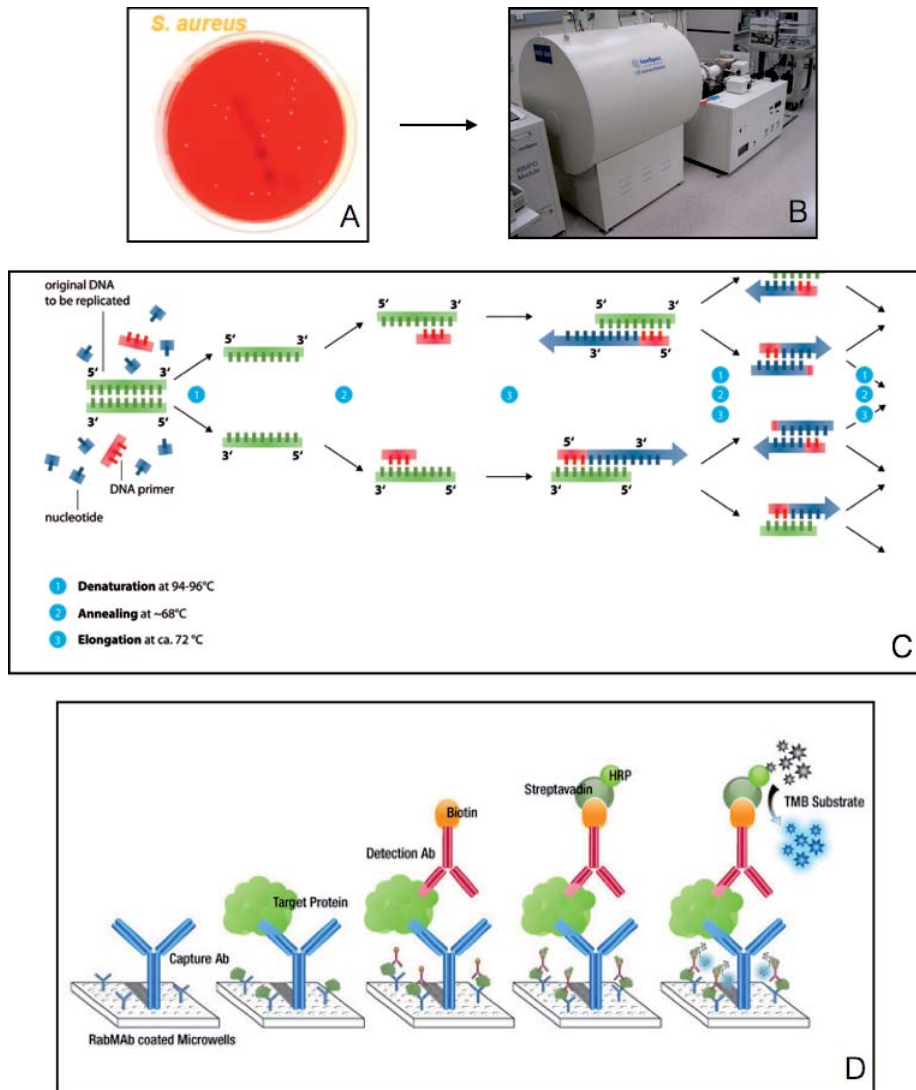 S. aureus
A
IonSpec
IRMPD
Module
B
original DNA
to be replicated
5′ 3′
3′ 5′
DNA primer
nucleotide
5′ 3′
3′ 5′
5′ 3′
3′ 5′
5′ 3′
3′ 5′
5′ 3′
3′ 5′
1
2
3
1
2
3
1
2
3
1 Denaturation at 94-96°C
2 Annealing at ~68°C
3 Elongation at ca. 72 °C
C
RabMAb coated Microwells
Capture Ab
Target Protein
Detection Ab
Biotin
Streptavadin
HRP
TMB Substrate
D